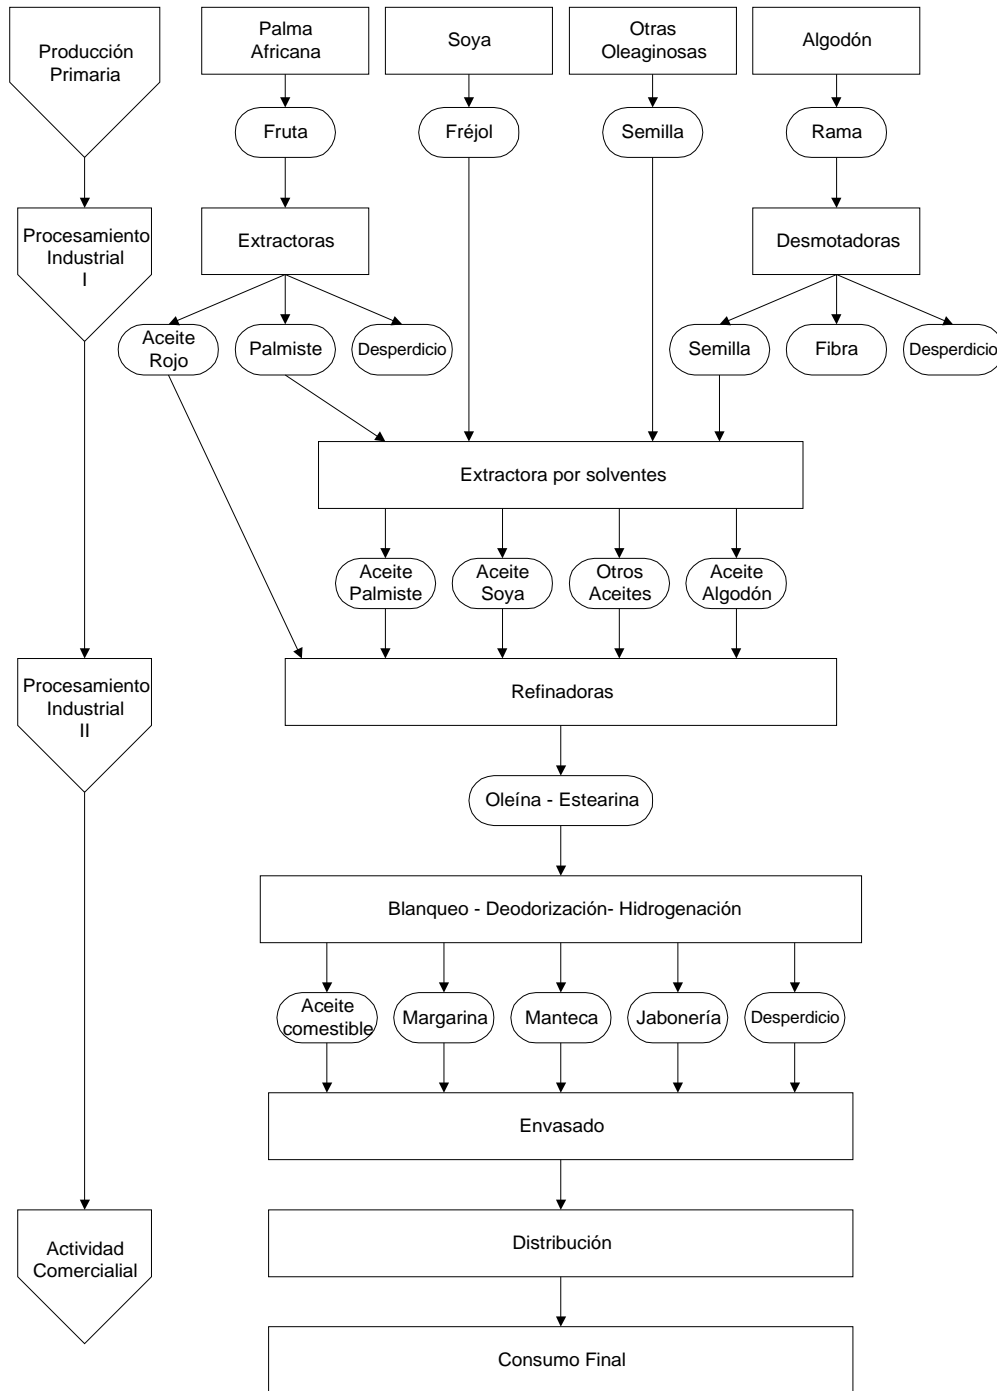 Producción
Primaria
Palma
Africana
Soya
Otras
Oleaginosas
Algodón
Fruta
Fréjol
Semilla
Rama
Procesamiento
Industrial
I
Extractoras
Desmotadoras
Aceite
Rojo
Palmiste
Desperdicio
Semilla
Fibra
Desperdicio
Extractora por solventes
Aceite
Palmiste
Aceite
Soya
Otros
Aceites
Aceite
Algodón
Procesamiento
Industrial
II
Refinadoras
Oleína - Estearina
Blanqueo - Deodorización- Hidrogenación
Aceite
comestible
Margarina
Manteca
Jabonería
Desperdicio
Envasado
Actividad
Comercialial
Distribución
Consumo Final